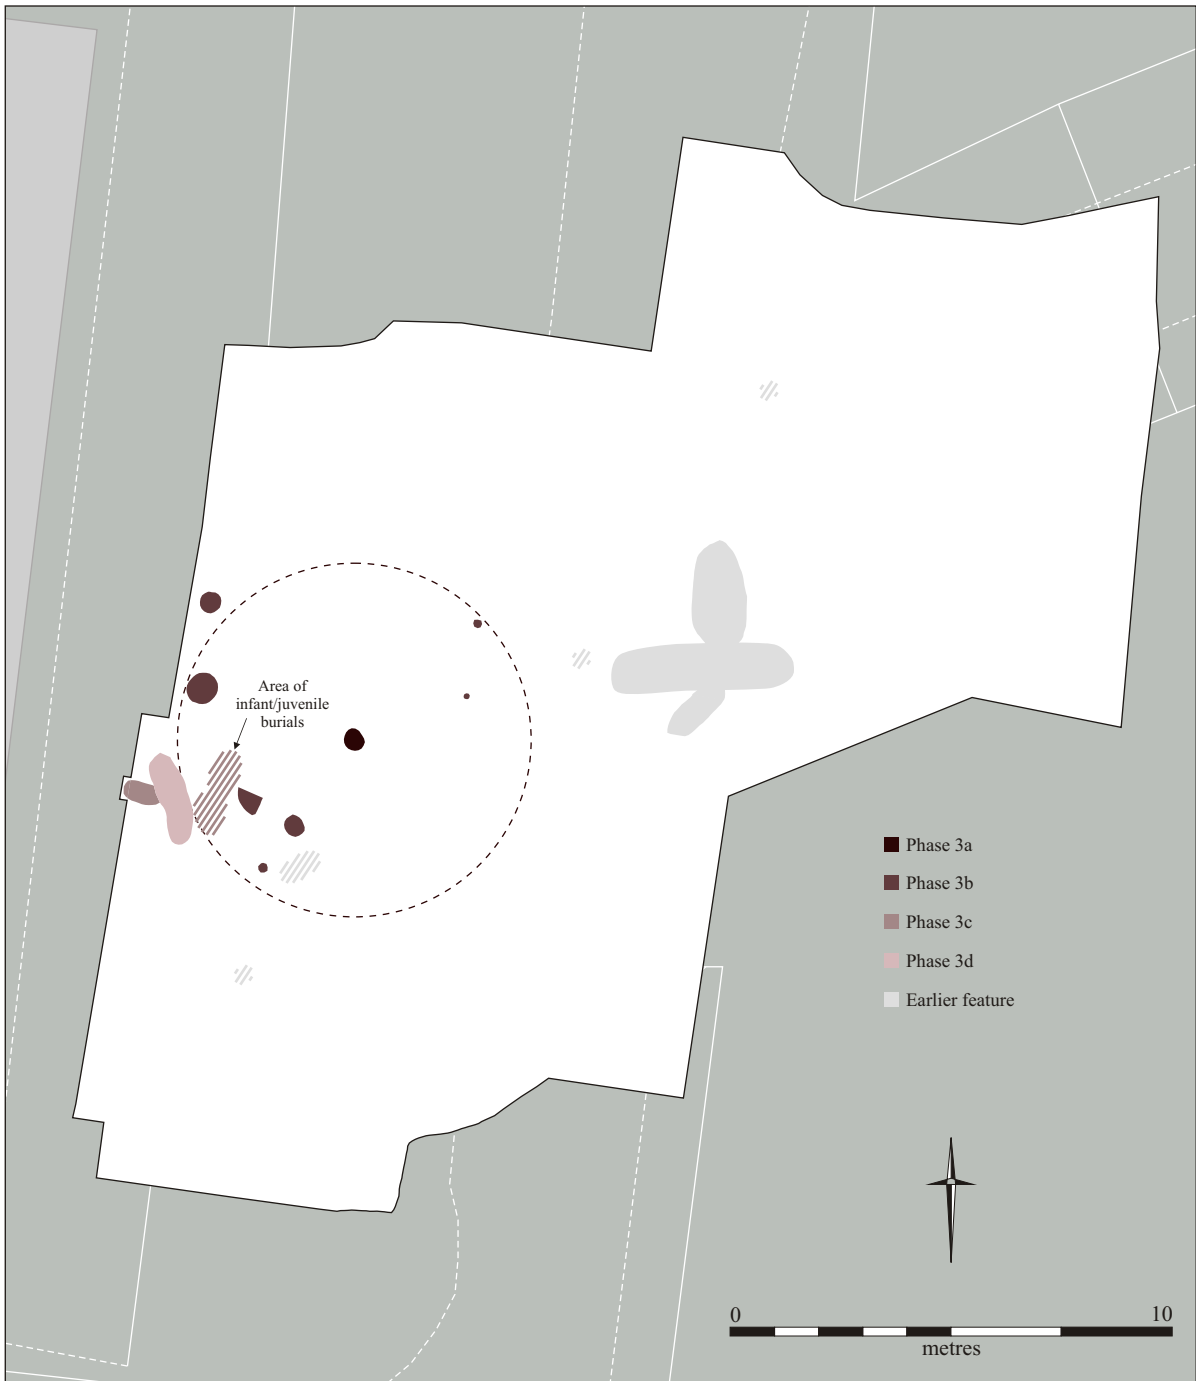 Area of
infant/juvenile
burials
Phase 3a
Phase 3b
Phase 3c
Phase 3d
Earlier feature
0 10
metres